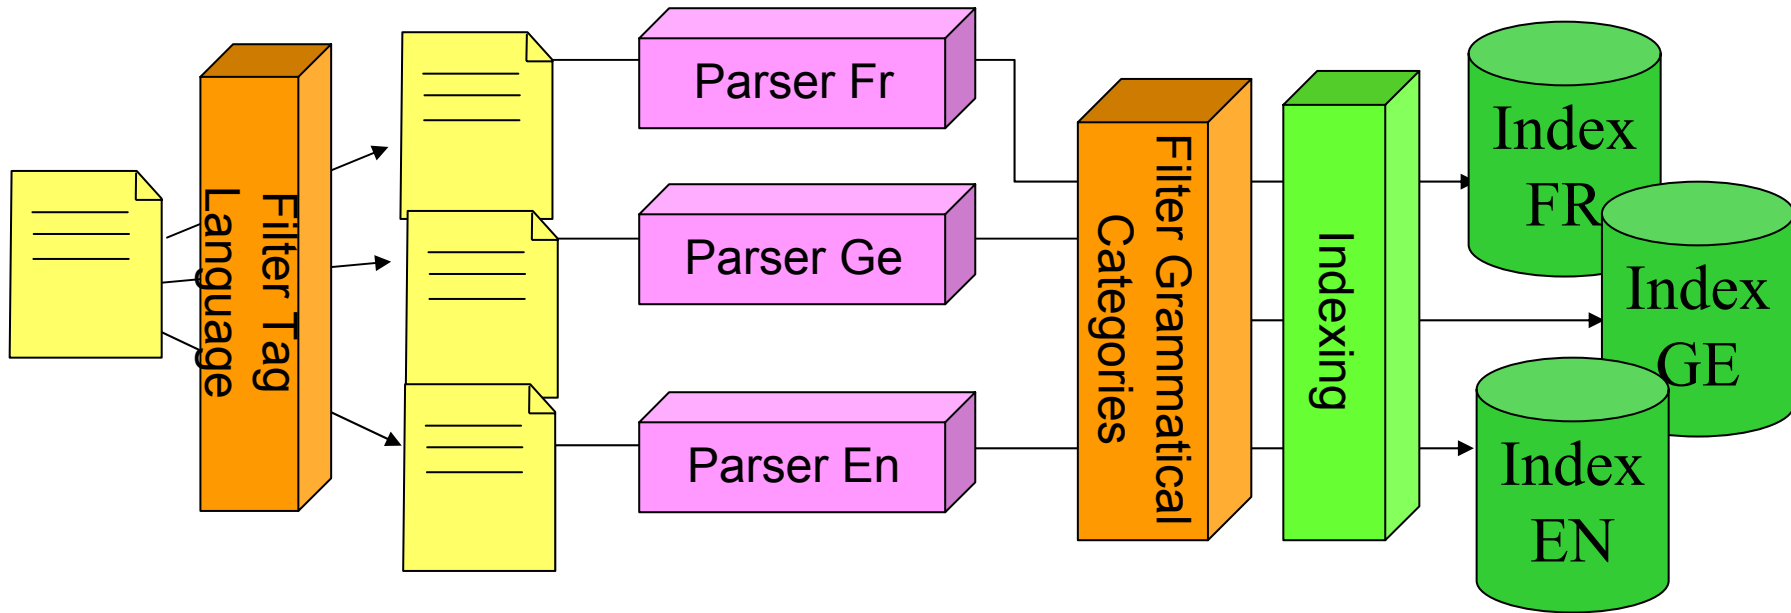 Filter Tag
Language
Parser Fr
Parser Ge
Parser En
Filter Grammatical
Categories
Indexing
Index
FR
Index
GE
Index
EN